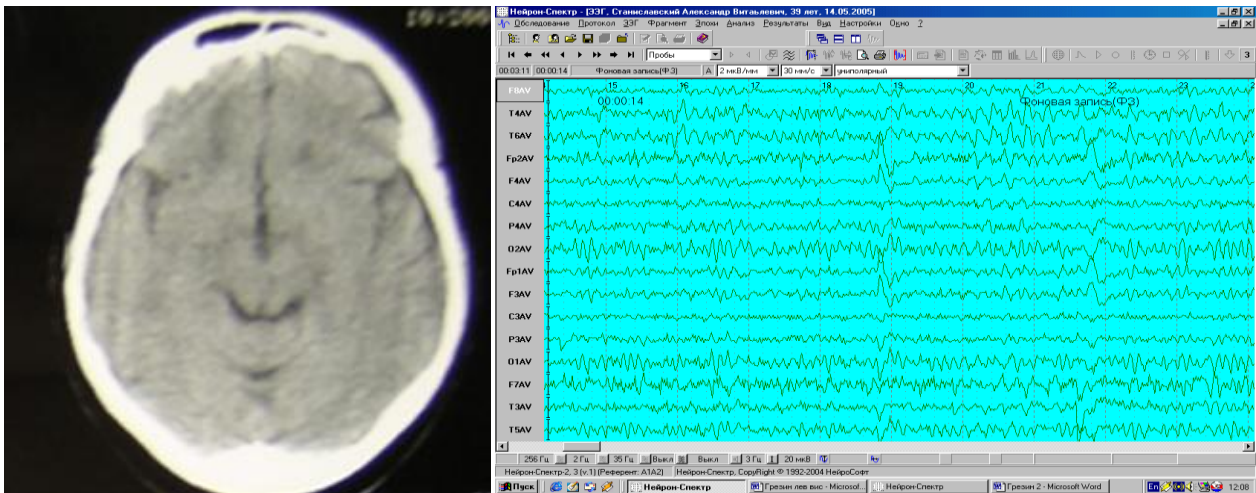 Нейрон-Спектр - [ЭЭГ, Станиславский Александр Витаьлевич, 39 лет, 14.05.2005]
Обследование Протокол ЭЭГ Фрагмент Эпохи Анализ Результаты Вид Настройки Окно ?
Пробы
3
00:03:11 00:00:14 Фоновая запись(ФЗ) А 2 мкВ/мм 30 мм/с униполярный
15 16 17 18 19 20 21 22 23
00:00:14 Фоновая запись(ФЗ)
F8AV
T4AV
T6AV
Fp2AV
F4AV
C4AV
P4AV
O2AV
Fp1AV
F3AV
C3AV
P3AV
O1AV
F7AV
T3AV
T5AV
256 Гц 2 Гц 35 Гц Выкл Выкл 3 Гц 20 мкВ
Нейрон-Спектр-2, 3 (v.1) (Референт: A1A2) Нейрон-Спектр, CopyRight © 1992-2004 НейроСофт
Пуск Нейрон-Спектр Грезин лев вис - Microsof... Нейрон-Спектр Грезин 2 - Microsoft Word En 12:08